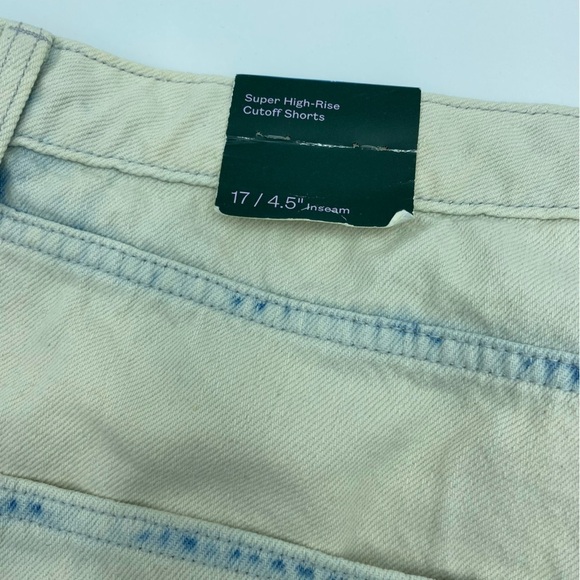 Super High-Rise
Cutoff Shorts
17 / 4.5" Inseam